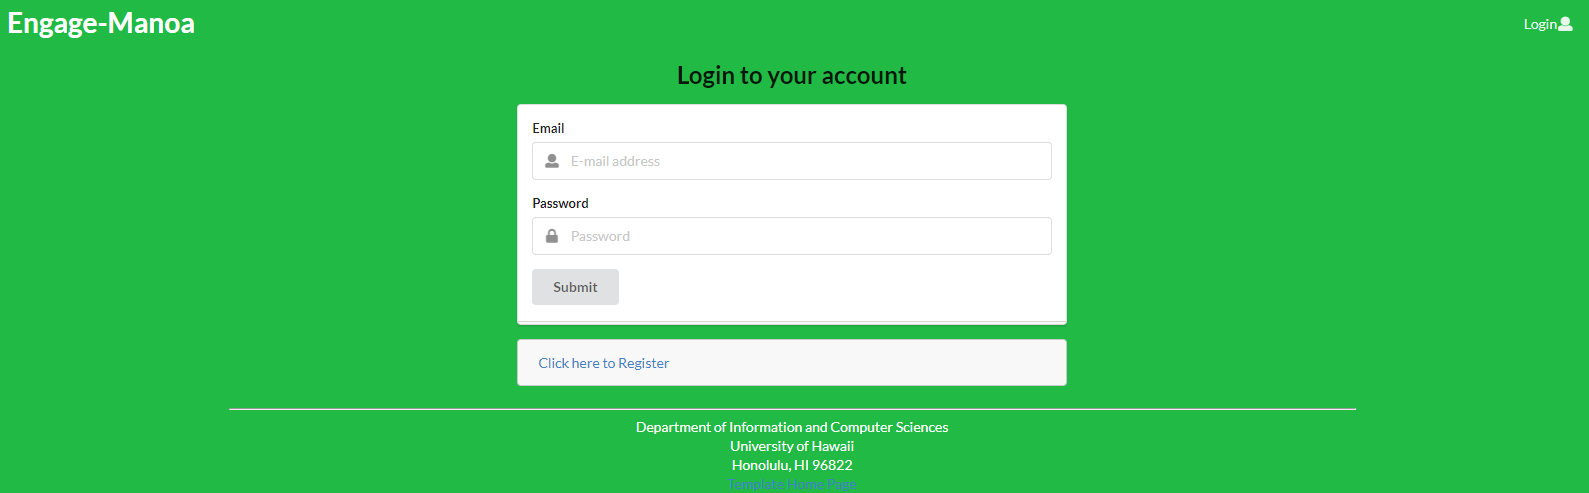 Engage-Manoa
Login
Login to your account
Email
E-mail address
Password
Password
Submit
Click here to Register
Department of Information and Computer Sciences
University of Hawaii
Honolulu, HI 96822
Template Home Page